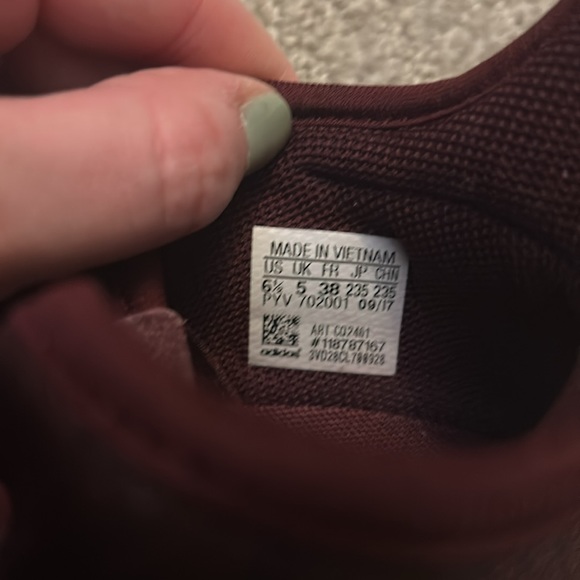 MADE IN VIETNAM
US UK FR JP CHN
6½ 5 38 235 235
PYV 702001 09/17
ART CQ2461
#118787167
adidas